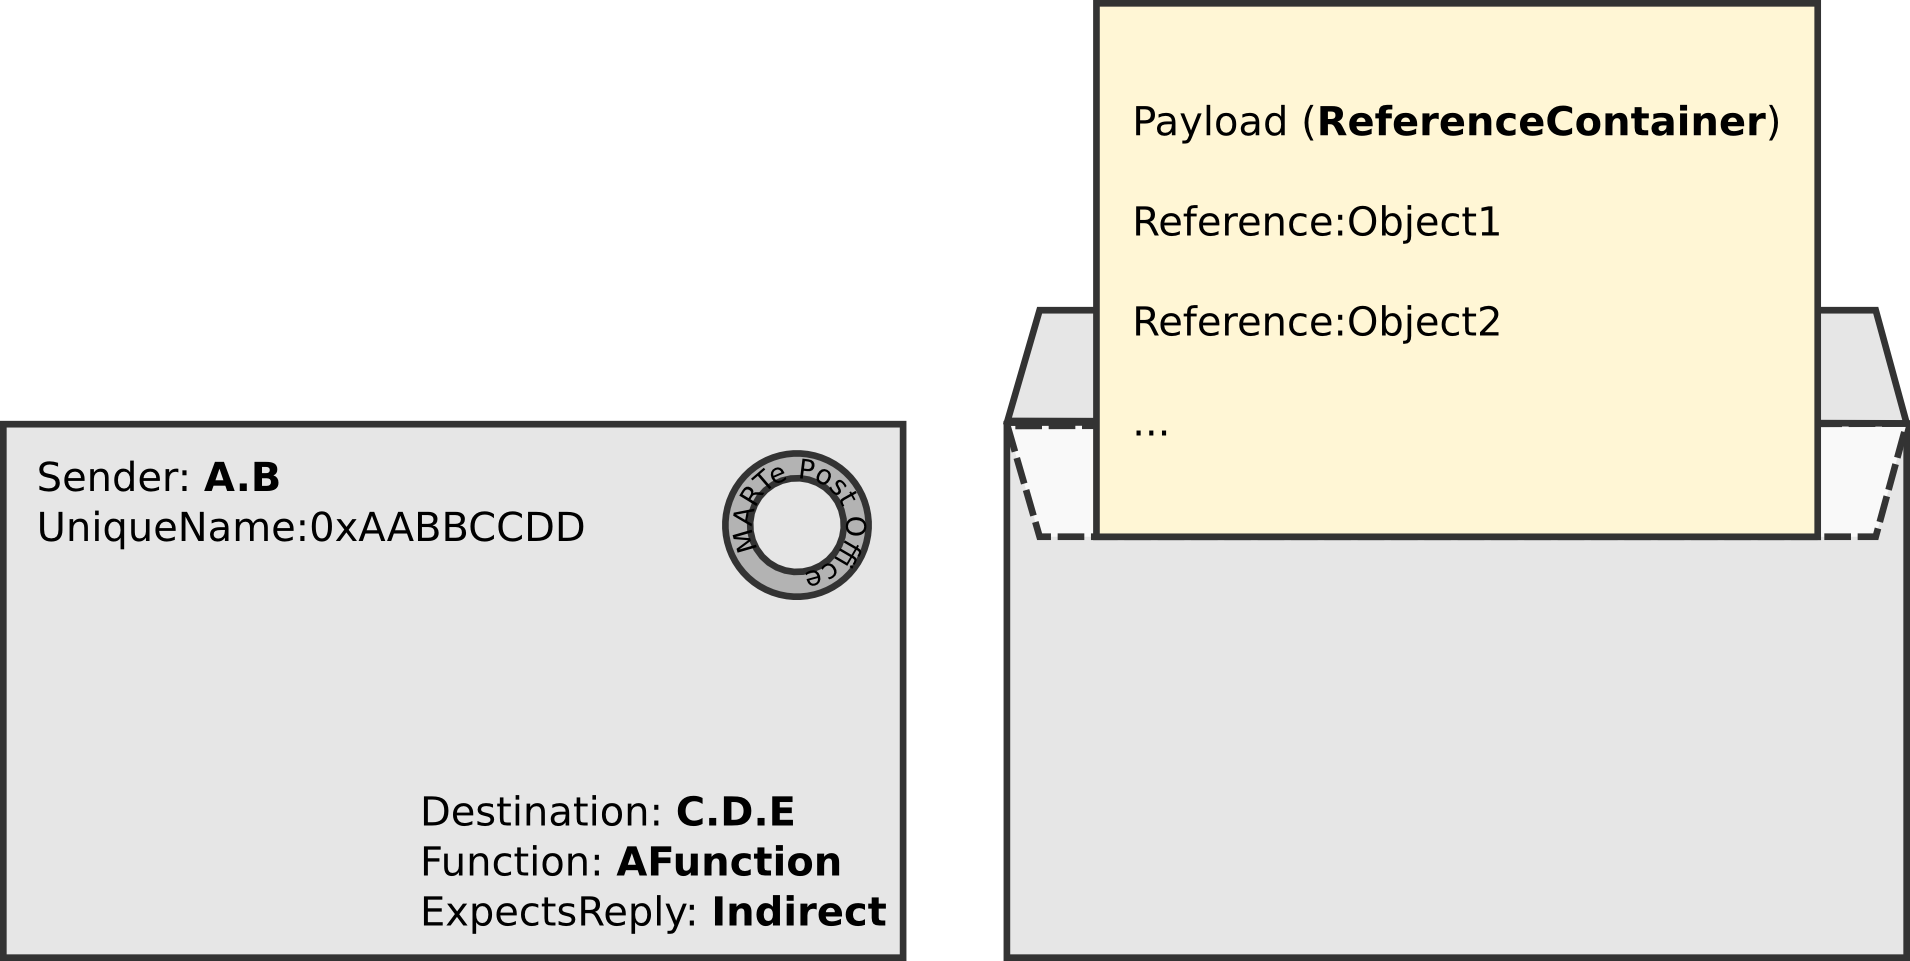 Payload (ReferenceContainer)
Reference:Object1
Reference:Object2
...
Sender: A.B
UniqueName:0xAABBCCDD
MARTe Post Office
Destination: C.D.E
Function: AFunction
ExpectsReply: Indirect